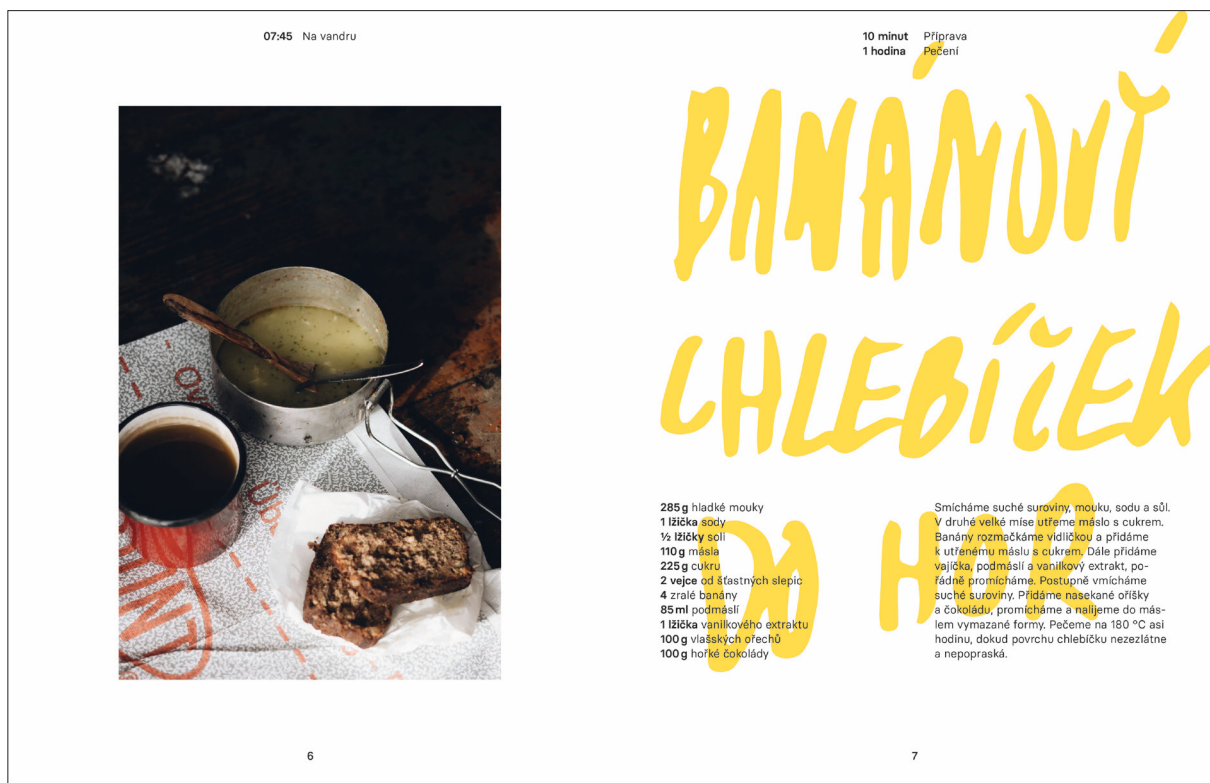 07:45 Na vandru
10 minut Příprava
1 hodina Pečení
BANÁNOVÝ
CHLEBÍČEK
DO HOR
285 g hladké mouky
1 lžička sody
½ lžičky soli
110 g másla
225 g cukru
2 vejce od šťastných slepic
4 zralé banány
85 ml podmáslí
1 lžička vanilkového extraktu
100 g vlašských ořechů
100 g hořké čokolády
Smícháme suché suroviny, mouku, sodu a sůl.
V druhé velké míse utřeme máslo s cukrem.
Banány rozmačkáme vidličkou a přidáme
k utřenému máslu s cukrem. Dále přidáme
vajíčka, podmáslí a vanilkový extrakt, po-
řádně promícháme. Postupně vmícháme
suché suroviny. Přidáme nasekané oříšky
a čokoládu, promícháme a nalijeme do más-
lem vymazané formy. Pečeme na 180 °C asi
hodinu, dokud povrchu chlebíčku nezezlátne
a nepopraská.
6
7